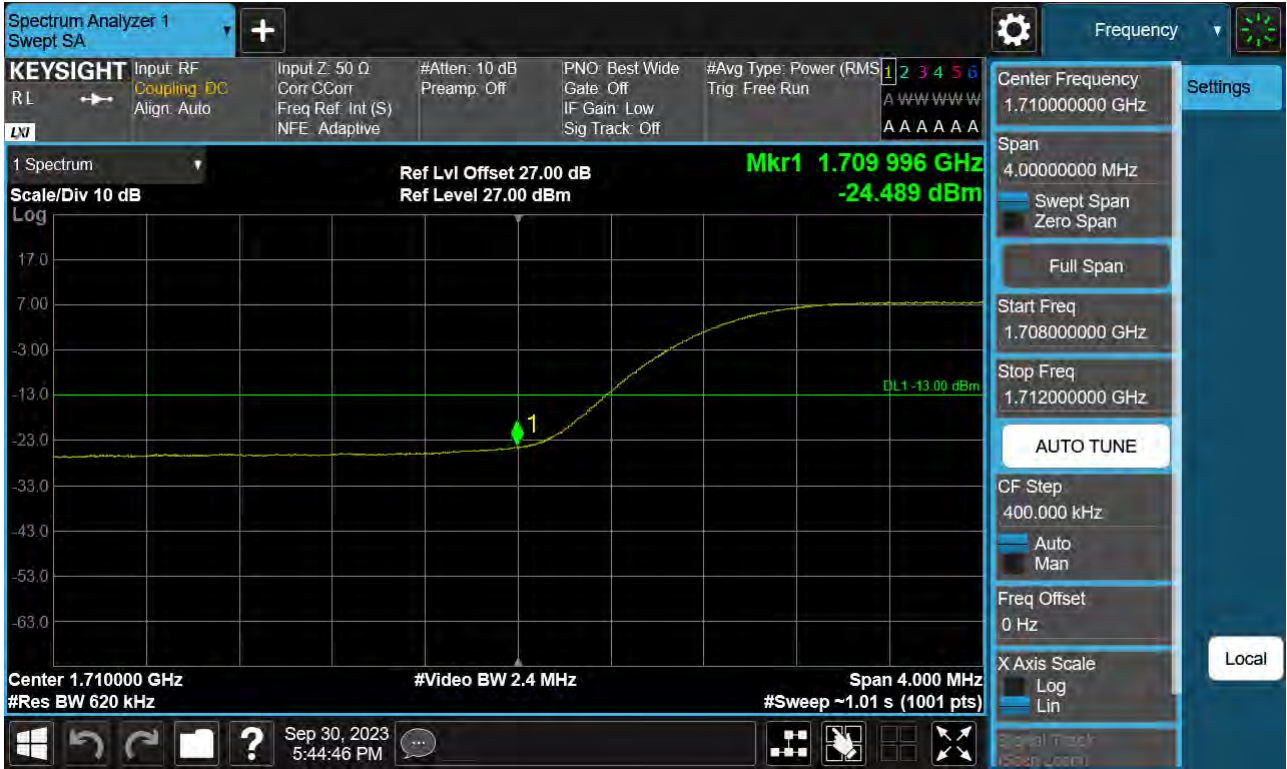 Spectrum Analyzer 1
Swept SA
+
Frequency
KEYSIGHT
RL
LXI
Input: RF
Coupling: DC
Align: Auto
Input Z: 50 Ω
Corr CCorr
Freq Ref: Int (S)
NFE: Adaptive
#Atten: 10 dB
Preamp: Off
PNO: Best Wide
Gate: Off
IF Gain: Low
Sig Track: Off
#Avg Type: Power (RMS
Trig: Free Run
1 2 3 4 5 6
A W W W W W
A A A A A A
1 Spectrum
Scale/Div 10 dB
Log
Ref Lvl Offset 27.00 dB
Ref Level 27.00 dBm
Mkr1 1.709 996 GHz
-24.489 dBm
17.0
7.00
-3.00
-13.0
-23.0
-33.0
-43.0
-53.0
-63.0
DL1 -13.00 dBm
1
Center 1.710000 GHz
#Res BW 620 kHz
#Video BW 2.4 MHz
Span 4.000 MHz
#Sweep ~1.01 s (1001 pts)
Center Frequency
1.710000000 GHz
Span
4.00000000 MHz
Swept Span
Zero Span
Full Span
Start Freq
1.708000000 GHz
Stop Freq
1.712000000 GHz
AUTO TUNE
CF Step
400.000 kHz
Auto
Man
Freq Offset
0 Hz
X Axis Scale
Log
Lin
Signal Track
(Span Zoom)
Settings
Local
?
Sep 30, 2023
5:44:46 PM